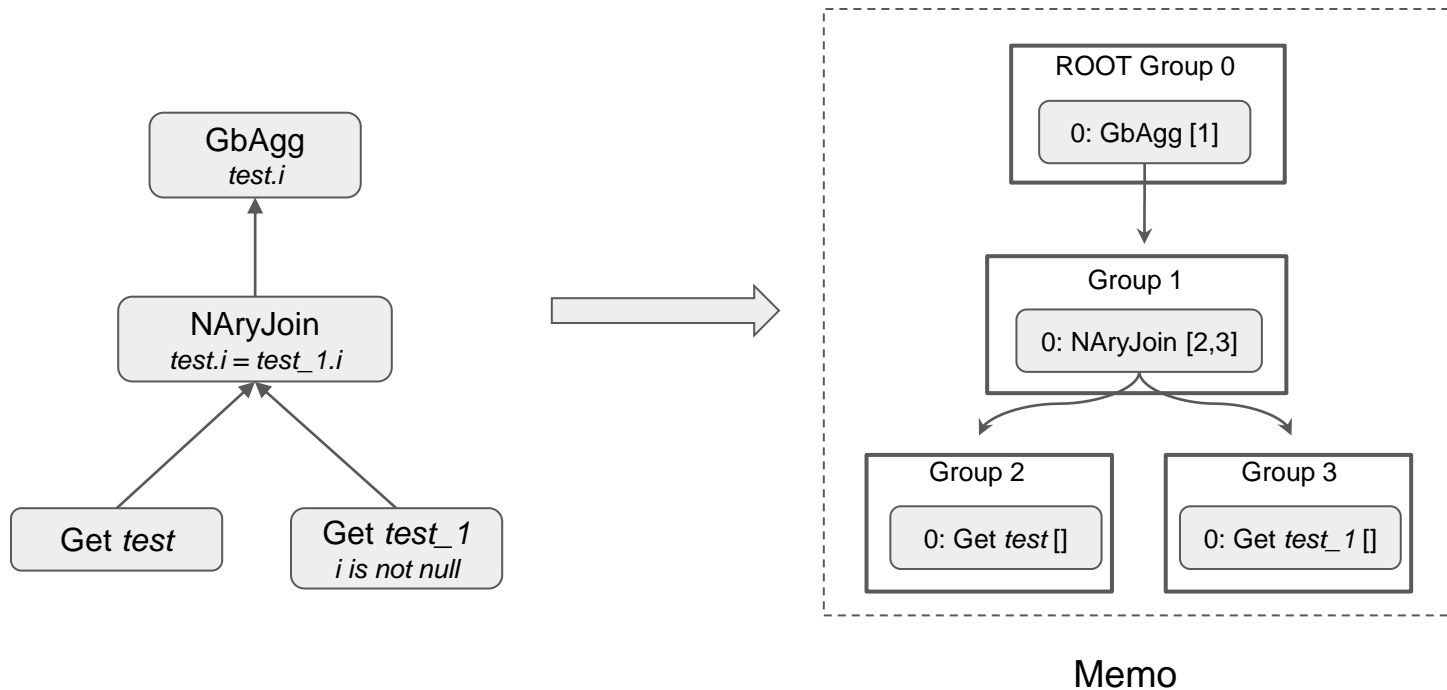 GbAgg
test.i
NAryJoin
test.i = test_1.i
Get test
Get test_1
i is not null
ROOT Group 0
0: GbAgg [1]
Group 1
0: NAryJoin [2,3]
Group 2
0: Get test []
Group 3
0: Get test_1 []
Memo